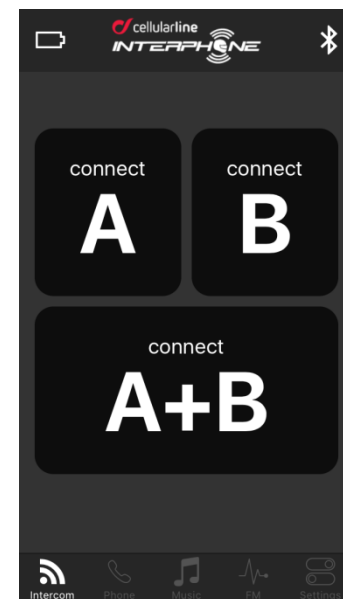 cellularline
INTERPHONE
connect
A
connect
B
connect
A+B
Intercom Phone Music FM Settings